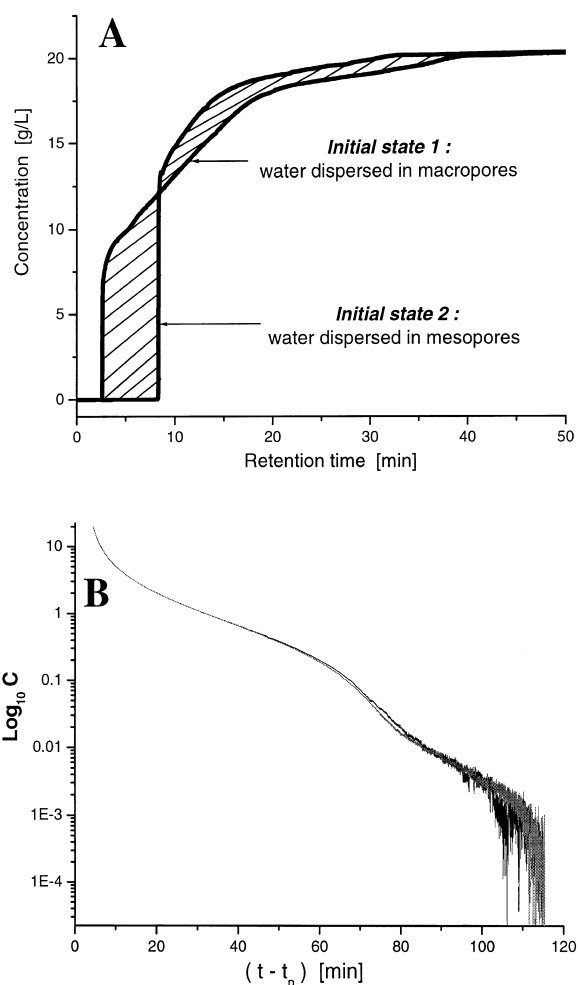 A
20
15
10
5
0
Concentration [g/L]
Initial state 1 :
water dispersed in macropores
Initial state 2 :
water dispersed in mesopores
0 10 20 30 40 50
Retention time [min]
B
10
1
0.1
0.01
1E-3
1E-4
Log10 C
0 20 40 60 80 100 120
( t - tp ) [min]